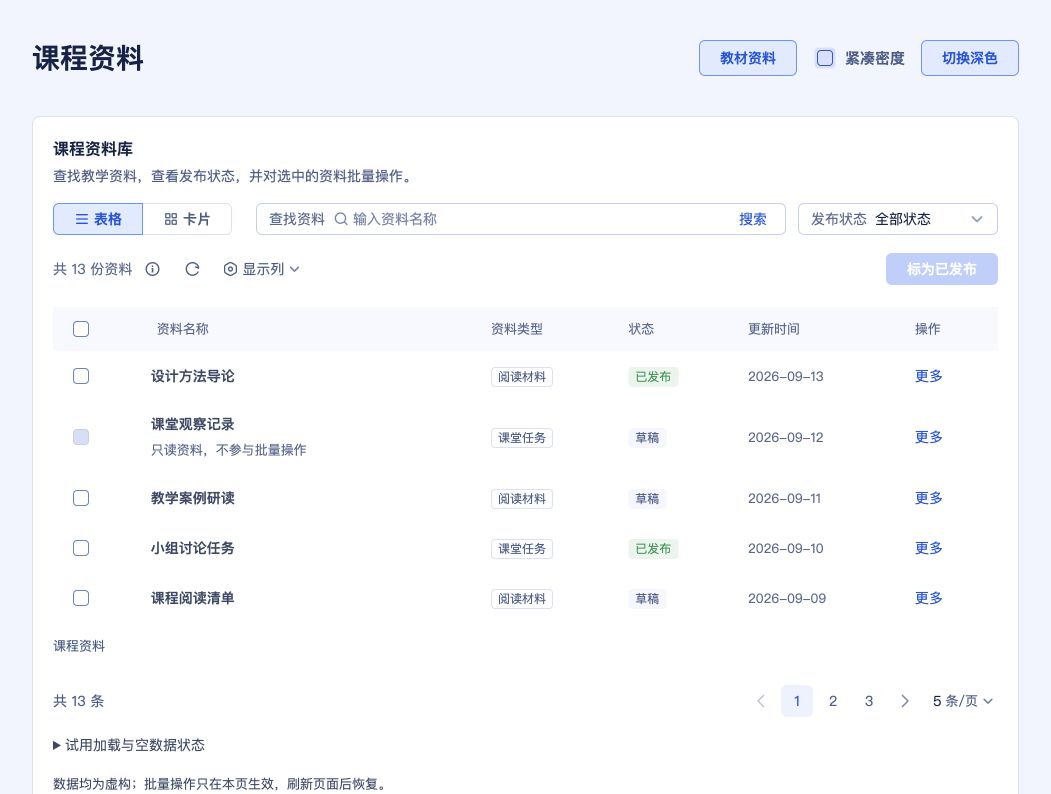 课程资料
教材资料 紧凑密度 切换深色
课程资料库
查找教学资料，查看发布状态，并对选中的资料批量操作。
表格 卡片 查找资料 输入资料名称 搜索 发布状态 全部状态
共 13 份资料 显示列 标为已发布
资料名称 资料类型 状态 更新时间 操作
设计方法导论 阅读材料 已发布 2026-09-13 更多
课堂观察记录
只读资料，不参与批量操作 课堂任务 草稿 2026-09-12 更多
教学案例研读 阅读材料 草稿 2026-09-11 更多
小组讨论任务 课堂任务 已发布 2026-09-10 更多
课程阅读清单 阅读材料 草稿 2026-09-09 更多
课程资料
共 13 条 1 2 3 5 条/页
试用加载与空数据状态
数据均为虚构；批量操作只在本页生效，刷新页面后恢复。